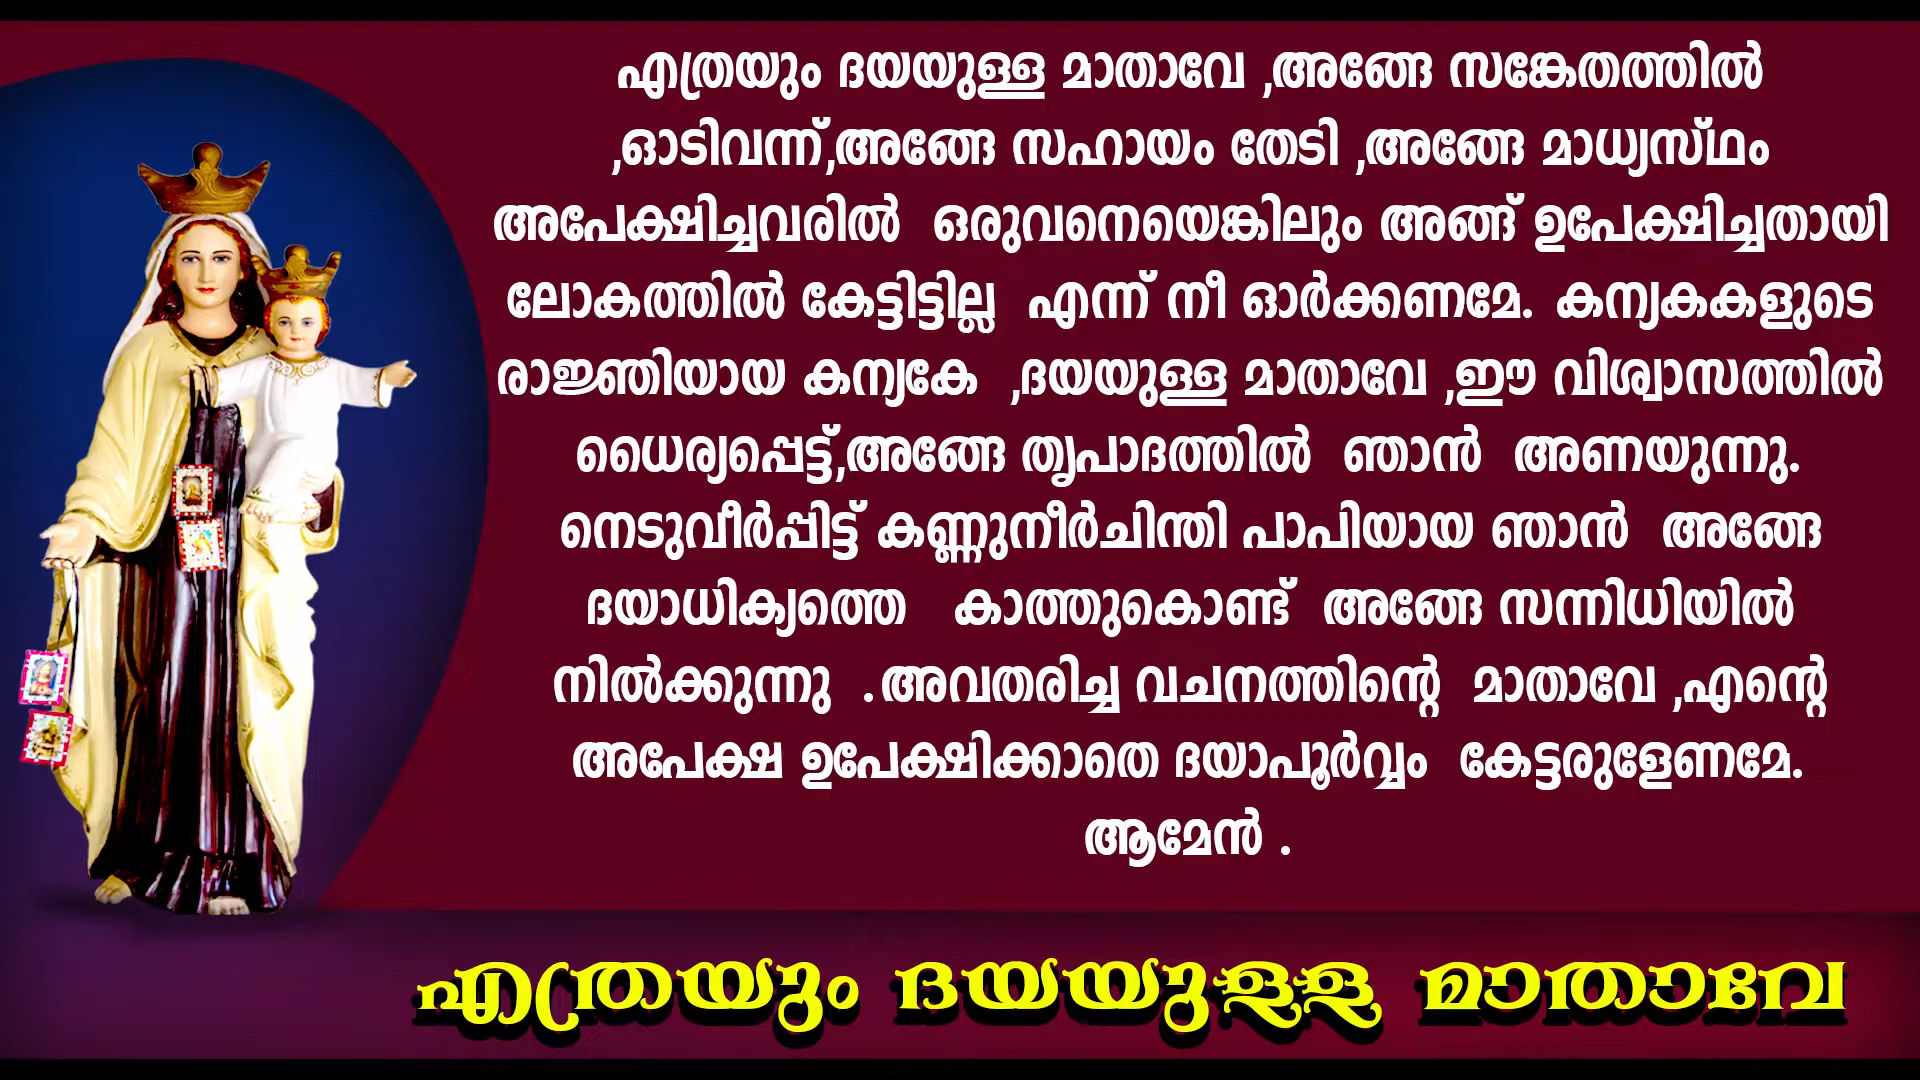 എത്രയും ദയയുള്ള മാതാവേ ,അങ്ങേ സങ്കേതത്തിൽ
,ഓടിവന്ന്,അങ്ങേ സഹായം തേടി ,അങ്ങേ മാധ്യസ്ഥം
അപേക്ഷിച്ചവരിൽ ഒരുവനെയെങ്കിലും അങ്ങ് ഉപേക്ഷിച്ചതായി
ലോകത്തിൽ കേട്ടിട്ടില്ല എന്ന് നീ ഓർക്കണമേ. കന്യകകളുടെ
രാജ്ഞിയായ കന്യകേ ,ദയയുള്ള മാതാവേ ,ഈ വിശ്വാസത്തിൽ
ധൈര്യപ്പെട്ട്,അങ്ങേ തൃപാദത്തിൽ ഞാൻ അണയുന്നു.
നെടുവീർപ്പിട്ട് കണ്ണുനീർചിന്തി പാപിയായ ഞാൻ അങ്ങേ
ദയാധിക്യത്തെ കാത്തുകൊണ്ട് അങ്ങേ സന്നിധിയിൽ
നിൽക്കുന്നു .അവതരിച്ച വചനത്തിന്റെ മാതാവേ ,എന്റെ
അപേക്ഷ ഉപേക്ഷിക്കാതെ ദയാപൂർവ്വം കേട്ടരുളേണമേ.
ആമേൻ .
എത്രയും ദയയുള്ള മാതാവേ